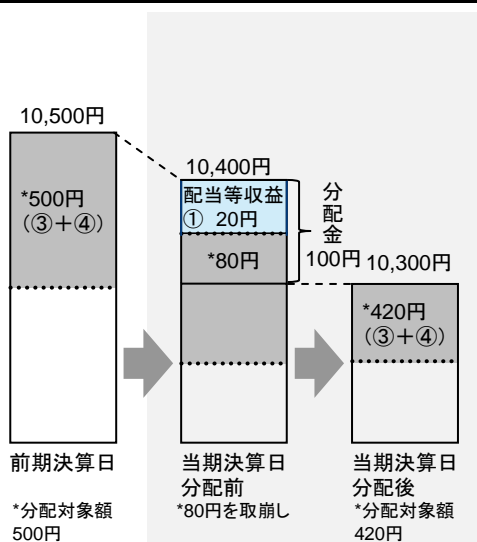 10,500円
*500円
(③＋④)
前期決算日
*分配対象額
500円
10,400円
配当等収益
① 20円
*80円
分配金
100円
当期決算日
分配前
*80円を取崩し
10,300円
*420円
(③＋④)
当期決算日
分配後
*分配対象額
420円